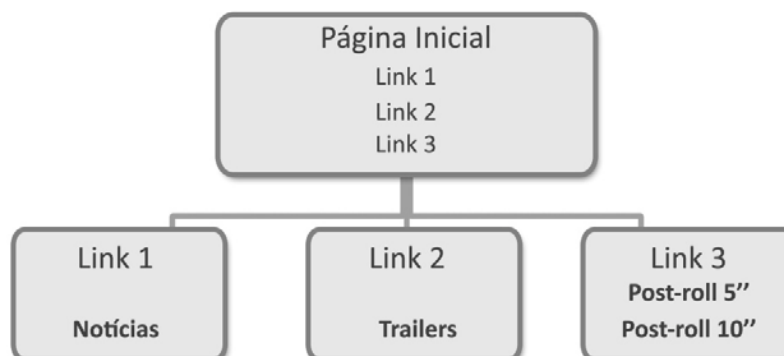 Página Inicial
Link 1
Link 2
Link 3
Link 1
Notícias
Link 2
Trailers
Link 3
Post-roll 5’’
Post-roll 10’’